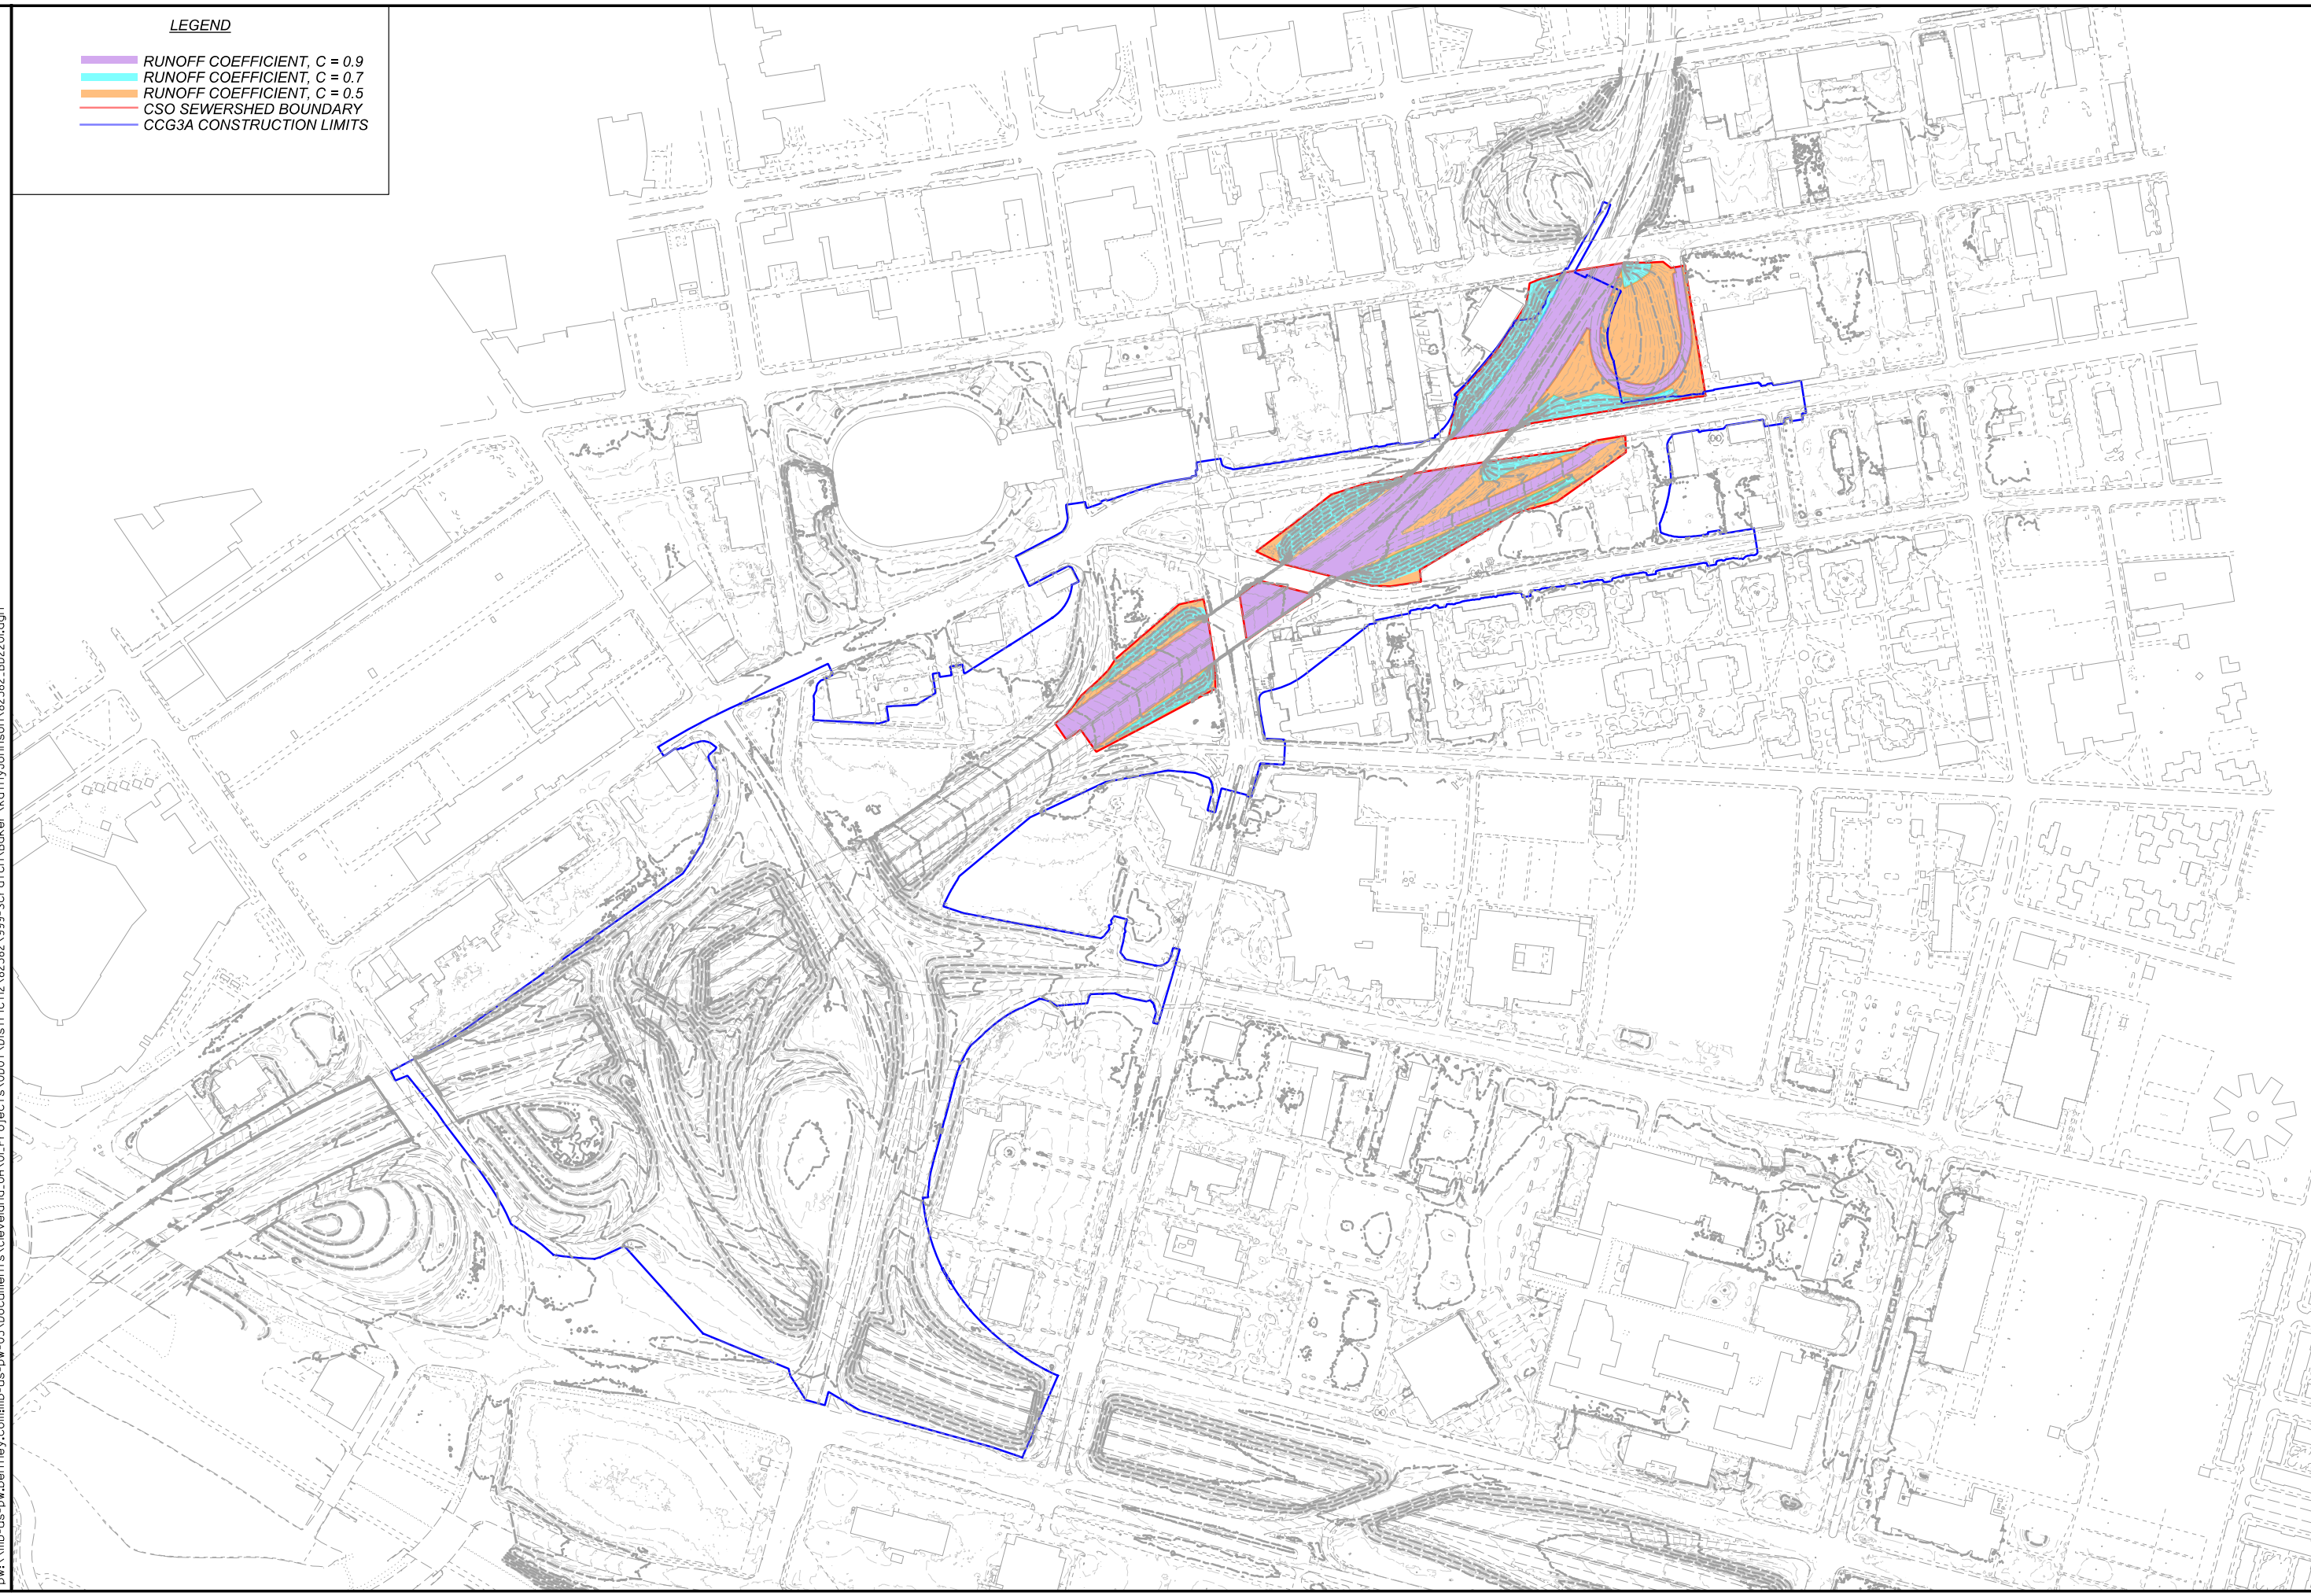 LEGEND
RUNOFF COEFFICIENT, C = 0.9
RUNOFF COEFFICIENT, C = 0.7
RUNOFF COEFFICIENT, C = 0.5
CSO SEWERSHED BOUNDARY
CCG3A CONSTRUCTION LIMITS